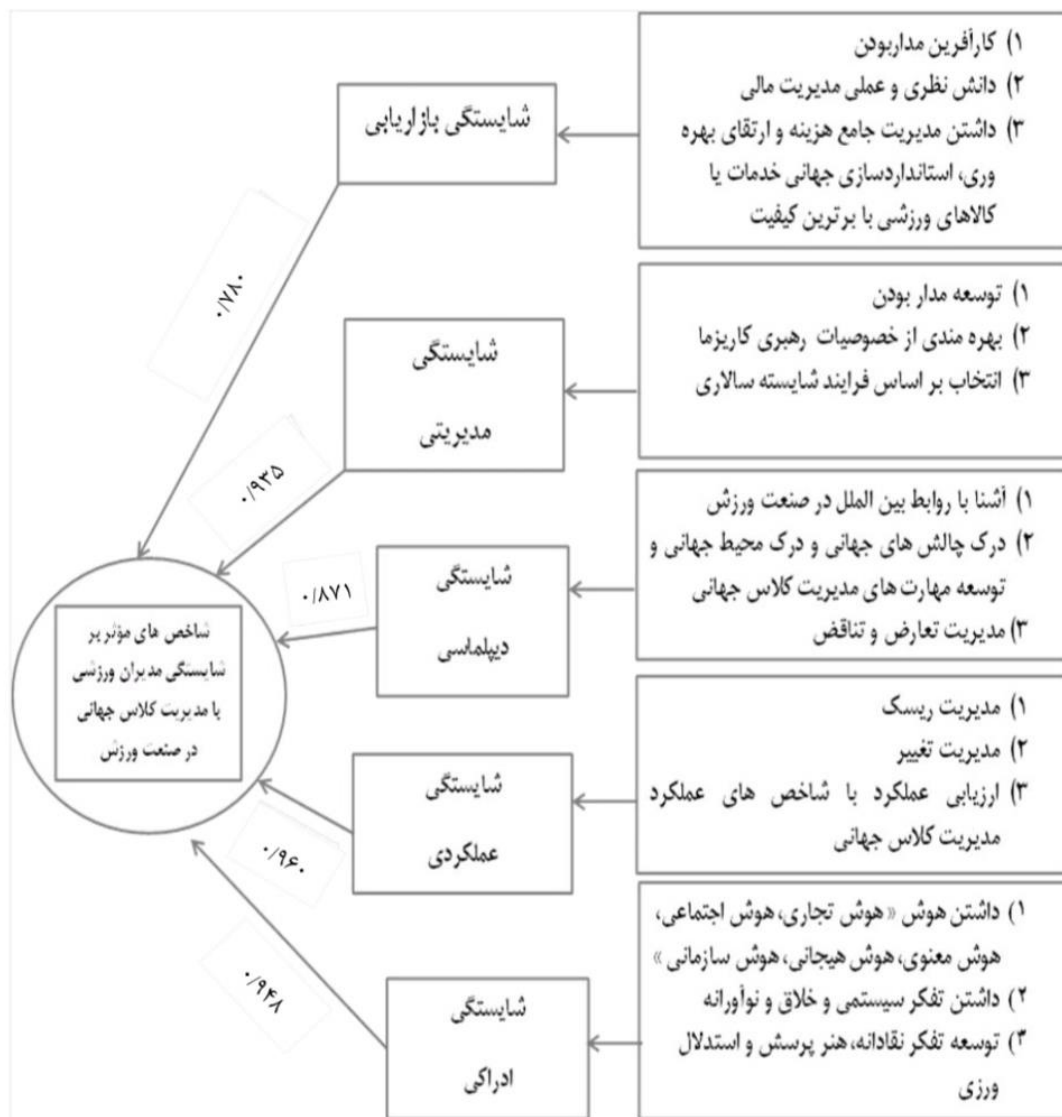 ۱) کارآفرین مداربودن
۲) دانش نظری و عملی مدیریت مالی
۳) داشتن مدیریت جامع هزینه و ارتقای بهره
وری، استانداردسازی جهانی خدمات یا
کالاهای ورزشی با برترین کیفیت
شایستگی بازاریابی
۰/۷۸۰
۱) توسعه مدار بودن
۲) بهره مندی از خصوصیات رهبری کاریزما
۳) انتخاب بر اساس فرایند شایسته سالاری
شایستگی
مدیریتی
۰/۹۳۵
۱) آشنا با روابط بین الملل در صنعت ورزش
۲) درک چالش های جهانی و درک محیط جهانی و
توسعه مهارت های مدیریت کلاس جهانی
۳) مدیریت تعارض و تناقض
شایستگی
دیپلماسی
۰/۸۷۱
شاخص های مؤثر بر
شایستگی مدیران ورزشی
با مدیریت کلاس جهانی
در صنعت ورزش
۱) مدیریت ریسک
۲) مدیریت تغییر
۳) ارزیابی عملکرد با شاخص های عملکرد
مدیریت کلاس جهانی
شایستگی
عملکردی
۰/۹۶۰
۱) داشتن هوش « هوش تجاری، هوش اجتماعی،
هوش معنوی، هوش هیجانی، هوش سازمانی »
۲) داشتن تفکر سیستمی و خلاق و نوآورانه
۳) توسعه تفکر نقادانه، هنر پرسش و استدلال
ورزی
شایستگی
ادراکی
۰/۹۴۸